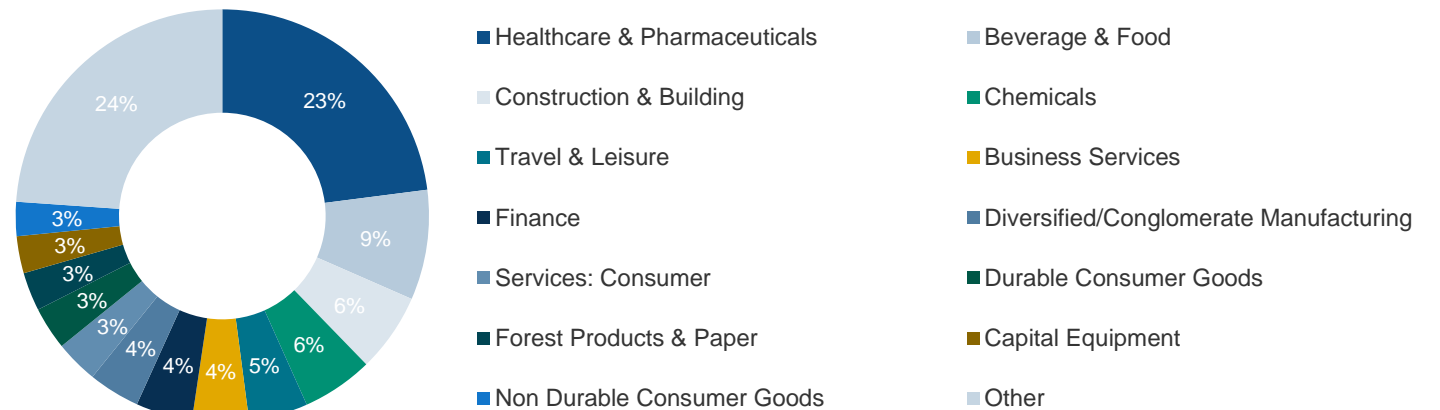 23%
9%
6%
6%
5%
4%
4%
4%
3%
3%
3%
3%
3%
24%
Healthcare & Pharmaceuticals
Beverage & Food
Construction & Building
Chemicals
Travel & Leisure
Business Services
Finance
Diversified/Conglomerate Manufacturing
Services: Consumer
Durable Consumer Goods
Forest Products & Paper
Capital Equipment
Non Durable Consumer Goods
Other